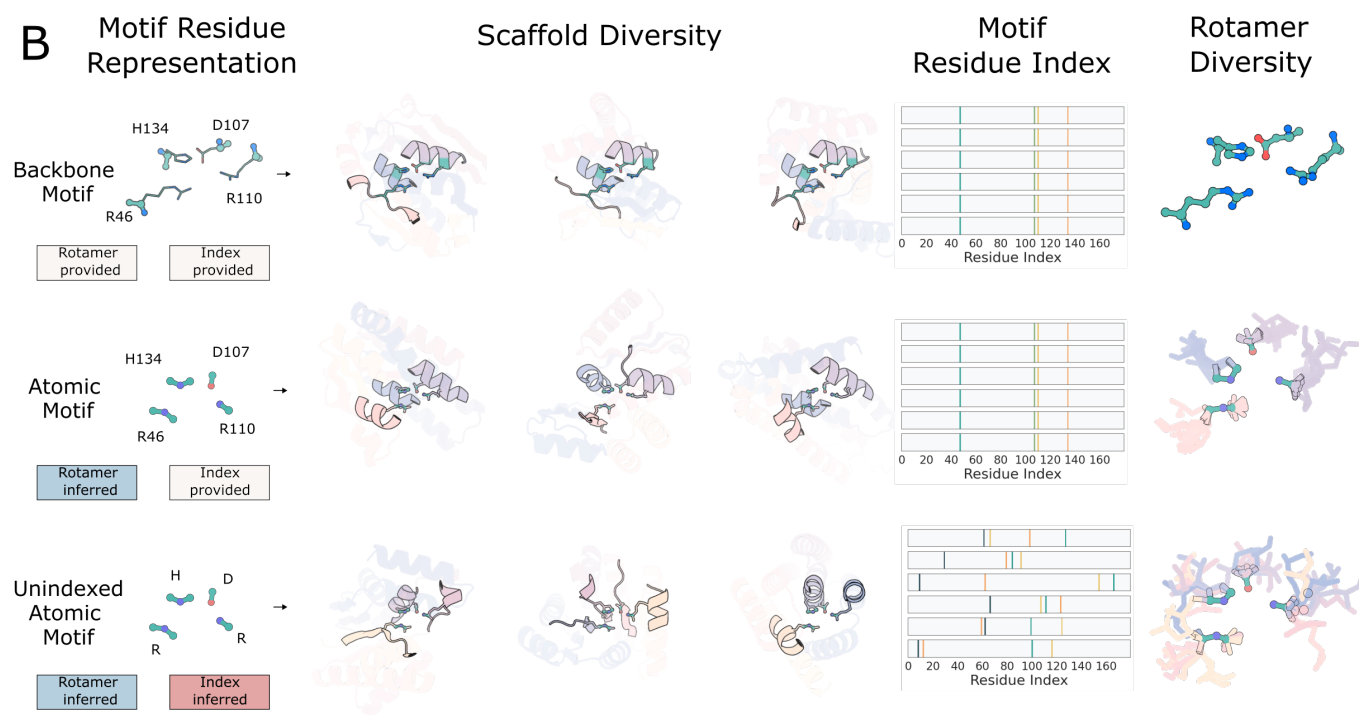 B
Motif Residue
Representation
Scaffold Diversity
Motif
Residue Index
Rotamer
Diversity
Backbone
Motif
H134
D107
R46
R110
Rotamer
provided
Index
provided
0 20 40 60 80 100 120 140 160
Residue Index
Atomic
Motif
H134
D107
R46
R110
Rotamer
inferred
Index
provided
0 20 40 60 80 100 120 140 160
Residue Index
Unindexed
Atomic
Motif
H
D
R
R
Rotamer
inferred
Index
inferred
0 20 40 60 80 100 120 140 160
Residue Index